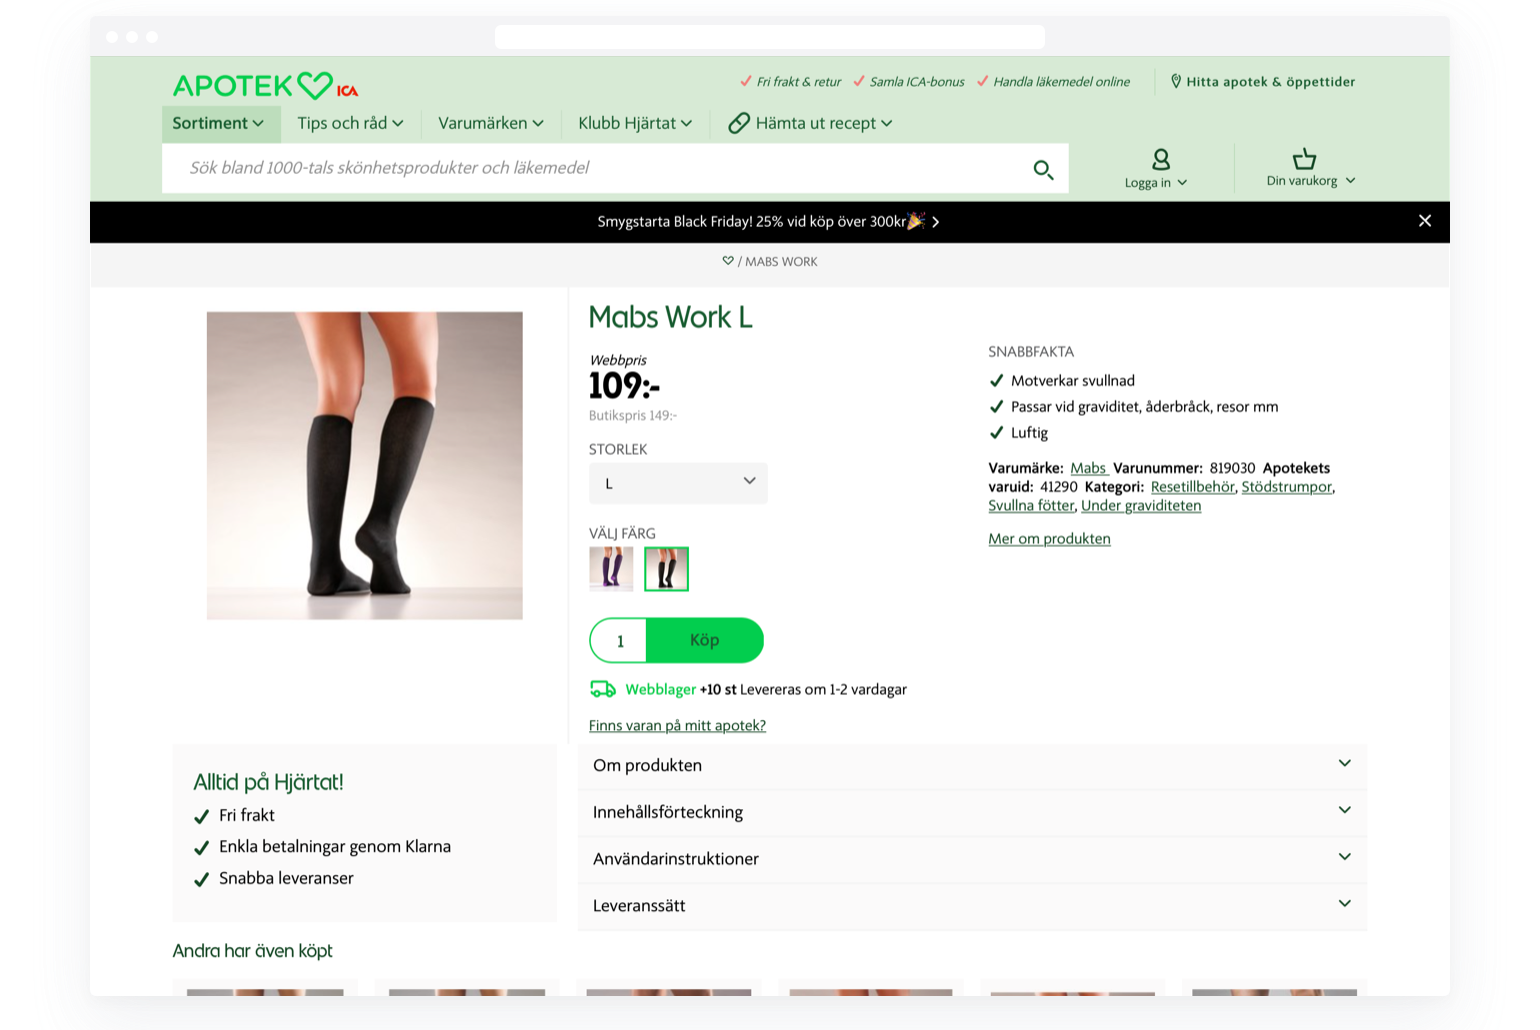 APOTEK ICA
Fri frakt & retur Samla ICA-bonus Handla läkemedel online Hitta apotek & öppettider
Sortiment Tips och råd Varumärken Klubb Hjärtat Hämta ut recept
Sök bland 1000-tals skönhetsprodukter och läkemedel
Logga in Din varukorg
Smygstarta Black Friday! 25% vid köp över 300kr🎉
/ MABS WORK
Mabs Work L
Webbpris
109:-
Butikspris 149:-
STORLEK
L
VÄLJ FÄRG
1 Köp
Webblager +10 st Levereras om 1-2 vardagar
Finns varan på mitt apotek?
SNABBFAKTA
Motverkar svullnad
Passar vid graviditet, åderbråck, resor mm
Luftig
Varumärke: Mabs Varunummer: 819030 Apotekets
varuid: 41290 Kategori: Resetillbehör, Stödstrumpor,
Svullna fötter, Under graviditeten
Mer om produkten
Alltid på Hjärtat!
Fri frakt
Enkla betalningar genom Klarna
Snabba leveranser
Om produkten
Innehållsförteckning
Användarinstruktioner
Leveranssätt
Andra har även köpt